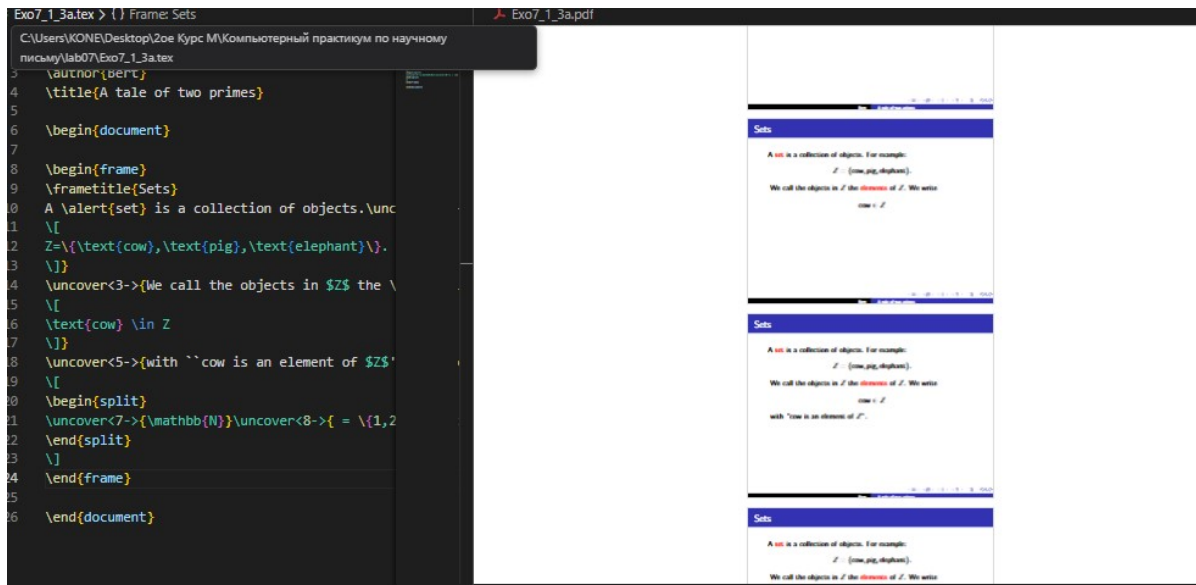 Exo7_1_3a.tex > {} Frame: Sets
Exo7_1_3a.pdf
C:\Users\KONE\Desktop\2ое Курс М\Компьютерный практикум по научному
письму\lab07\Exo7_1_3a.tex
3 \author{Bert}
4 \title{A tale of two primes}
5
6 \begin{document}
7
8 \begin{frame}
9 \frametitle{Sets}
10 A \alert{set} is a collection of objects.\unc
11 \[
12 Z=\{\text{cow},\text{pig},\text{elephant}\}.
13 \]}
14 \uncover<3->{We call the objects in $Z$ the \
15 \[
16 \text{cow} \in Z
17 \]}
18 \uncover<5->{with ``cow is an element of $Z$'
19 \[
20 \begin{split}
21 \uncover<7->{\mathbb{N}}\uncover<8->{ = \{1,2
22 \end{split}
23 \]
24 \end{frame}
25
26 \end{document}
Sets
A set is a collection of objects. For example:
Z = {cow, pig, elephant}.
We call the objects in Z the elements of Z. We write
cow ∈ Z
Sets
A set is a collection of objects. For example:
Z = {cow, pig, elephant}.
We call the objects in Z the elements of Z. We write
cow ∈ Z
with "cow is an element of Z".
Sets
A set is a collection of objects. For example:
Z = {cow, pig, elephant}.
We call the objects in Z the elements of Z. We write